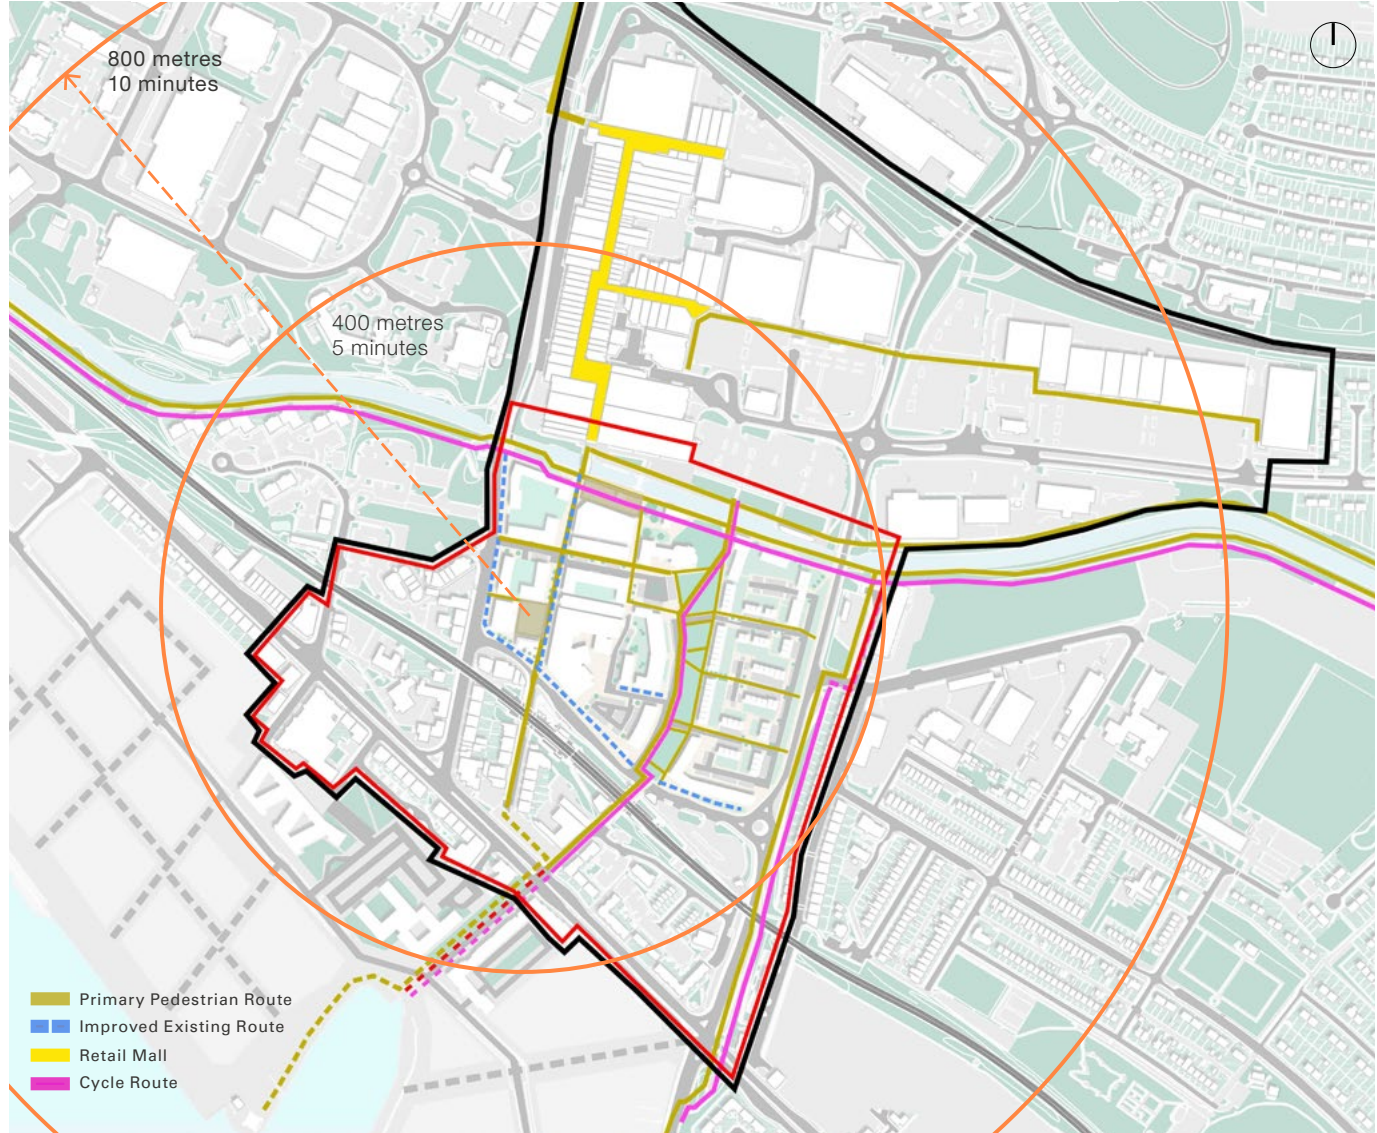 800 metres
10 minutes
400 metres
5 minutes
Primary Pedestrian Route
Improved Existing Route
Retail Mall
Cycle Route